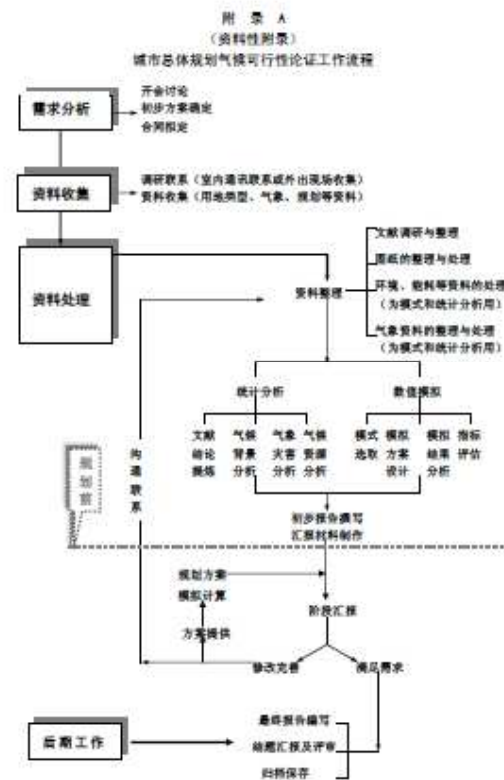 附 录 A
（资料性附录）
城市总体规划气候可行性论证工作流程
需求分析
开会讨论
初步方案确定
合同拟定
资料收集
调研联系（室内通讯联系或外出现场收集）
资料收集（用地类型、气象、规划等资料）
资料处理
资料整理
文献调研与整理
图纸的整理与处理
环境、能耗等资料的处理
（为模式和统计分析用）
气象资料的整理与处理
（为模式和统计分析用）
统计分析
数值模拟
文献结论提炼
气候背景分析
气象灾害分析
气候资源分析
模式选取
模拟方案设计
模拟结果分析
指标评估
沟通联系
规划前
初步报告撰写
汇报材料制作
规划方案
模拟计算
阶段汇报
方案提供
修改完善
满足需求
后期工作
最终报告编写
结题汇报及评审
归档保存